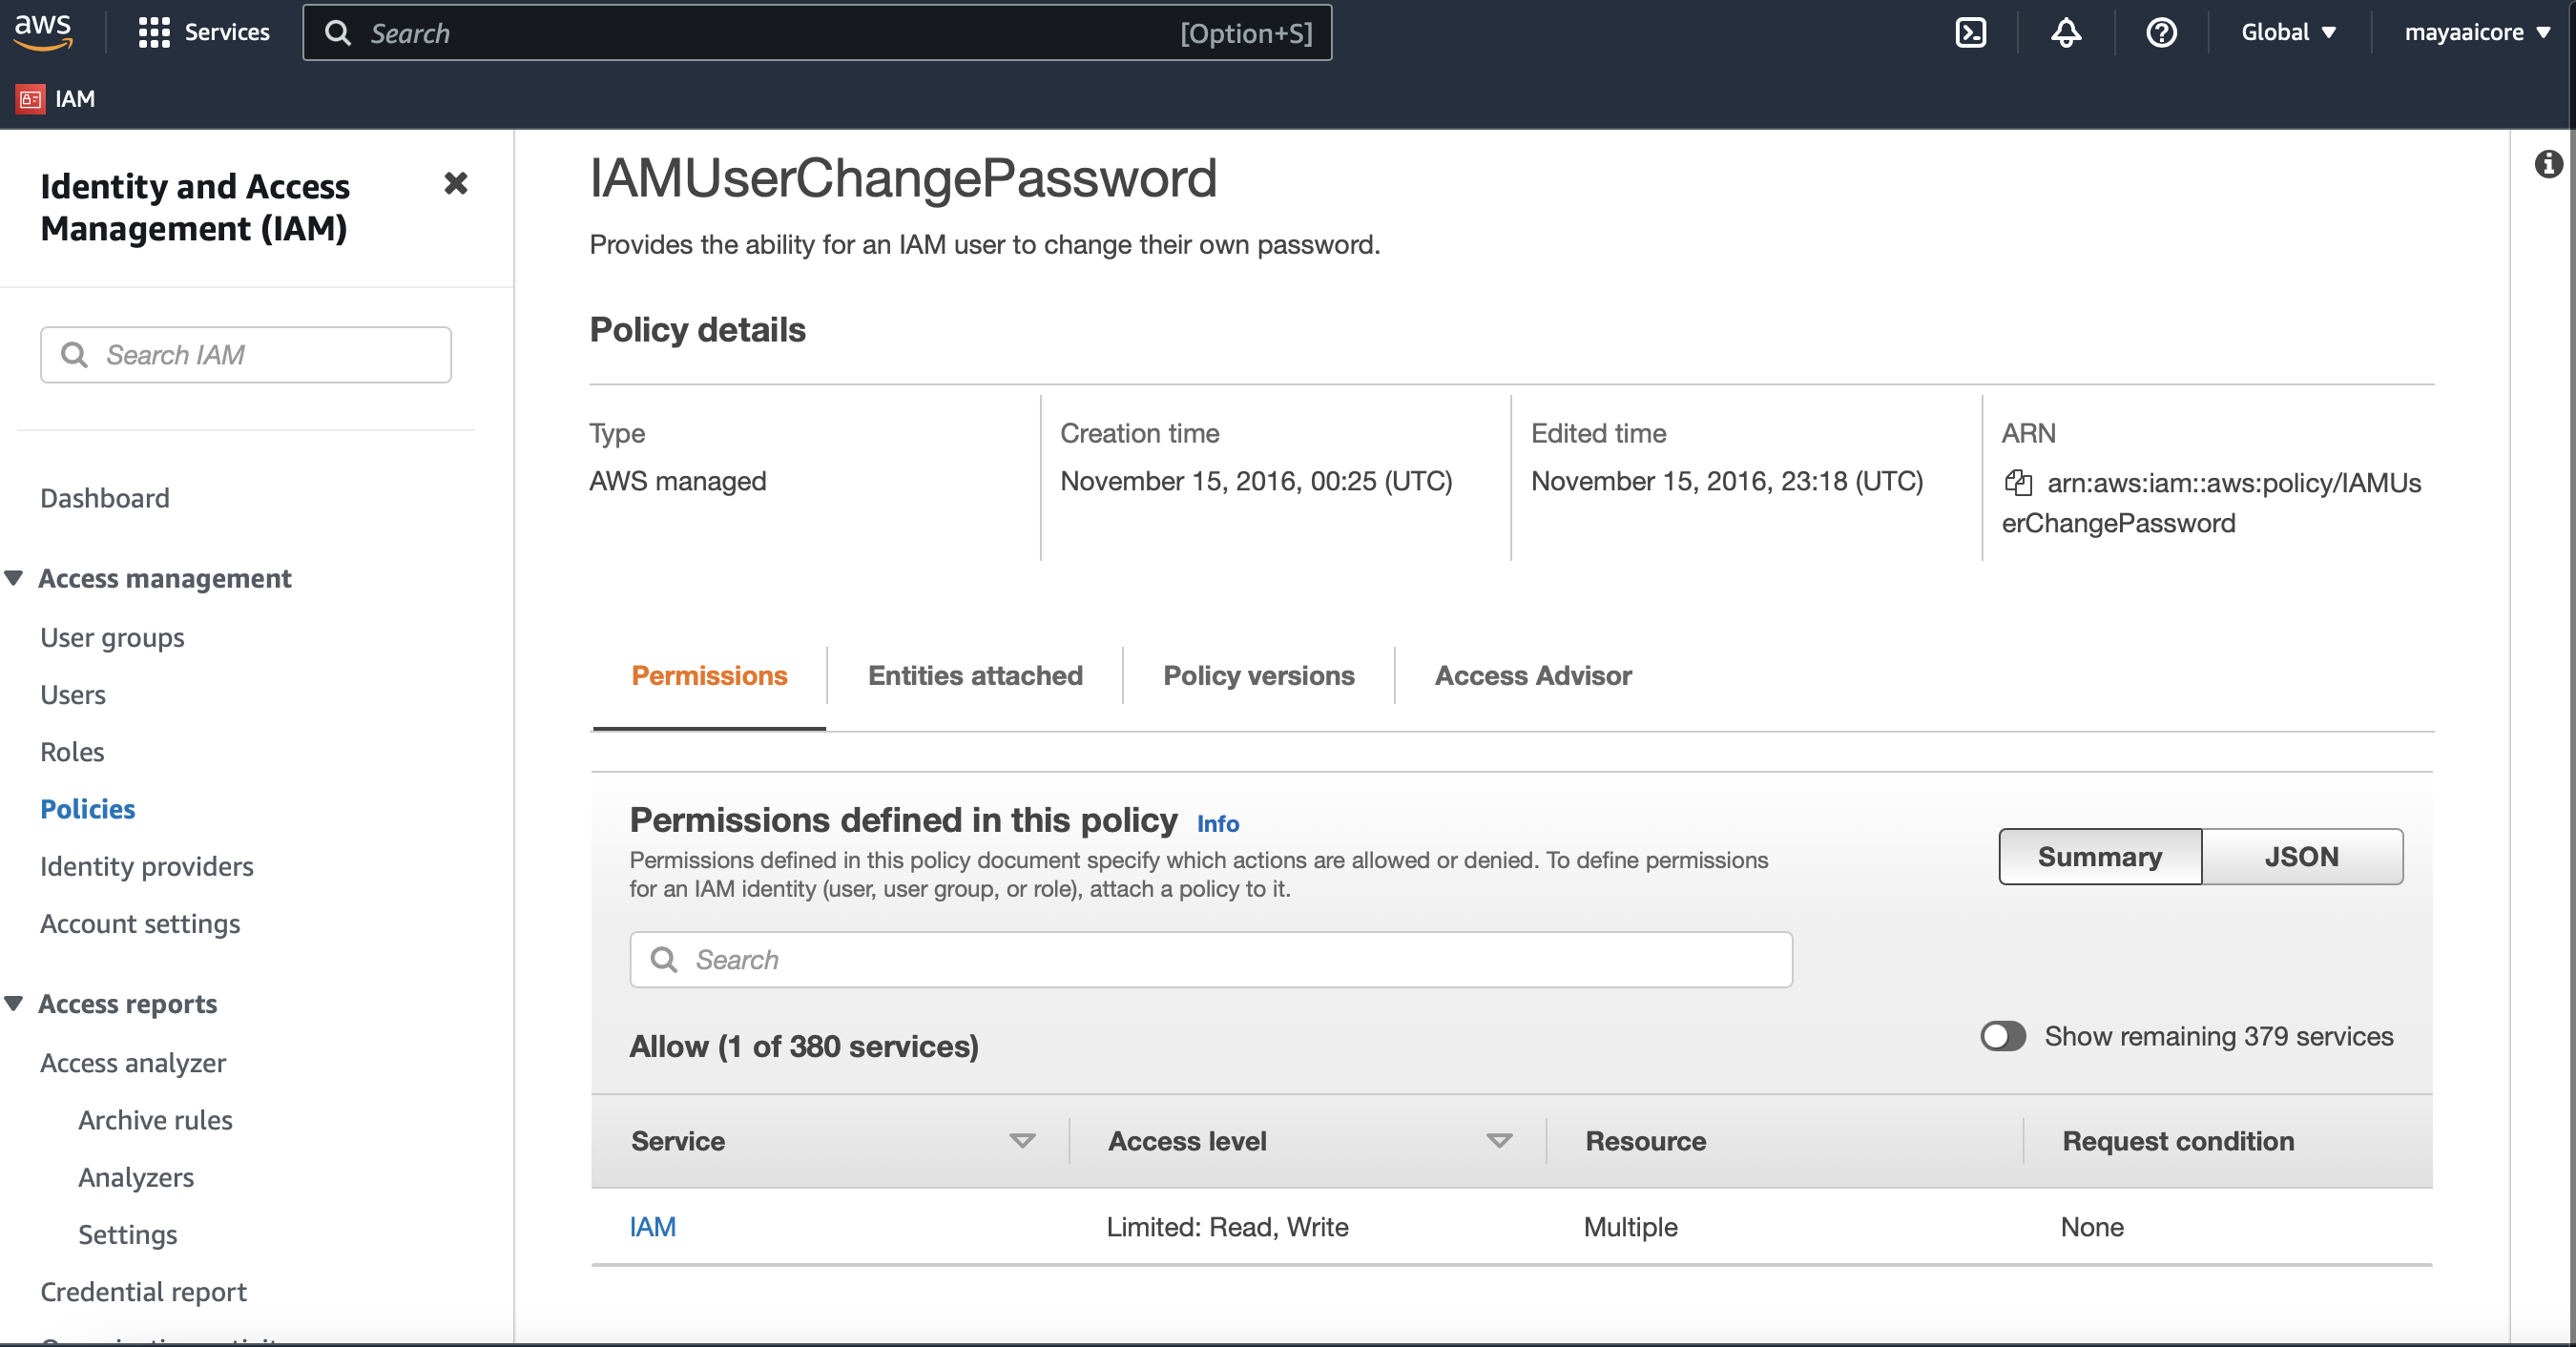 aws
Services
Search
[Option+S]
Global
mayaaicore
IAM
Identity and Access
Management (IAM)
Search IAM
Dashboard
Access management
User groups
Users
Roles
Policies
Identity providers
Account settings
Access reports
Access analyzer
Archive rules
Analyzers
Settings
Credential report
IAMUserChangePassword
Provides the ability for an IAM user to change their own password.
Policy details
Type
AWS managed
Creation time
November 15, 2016, 00:25 (UTC)
Edited time
November 15, 2016, 23:18 (UTC)
ARN
arn:aws:iam::aws:policy/IAMUs
erChangePassword
Permissions
Entities attached
Policy versions
Access Advisor
Permissions defined in this policy Info
Permissions defined in this policy document specify which actions are allowed or denied. To define permissions
for an IAM identity (user, user group, or role), attach a policy to it.
Summary
JSON
Search
Allow (1 of 380 services)
Show remaining 379 services
Service
Access level
Resource
Request condition
IAM
Limited: Read, Write
Multiple
None